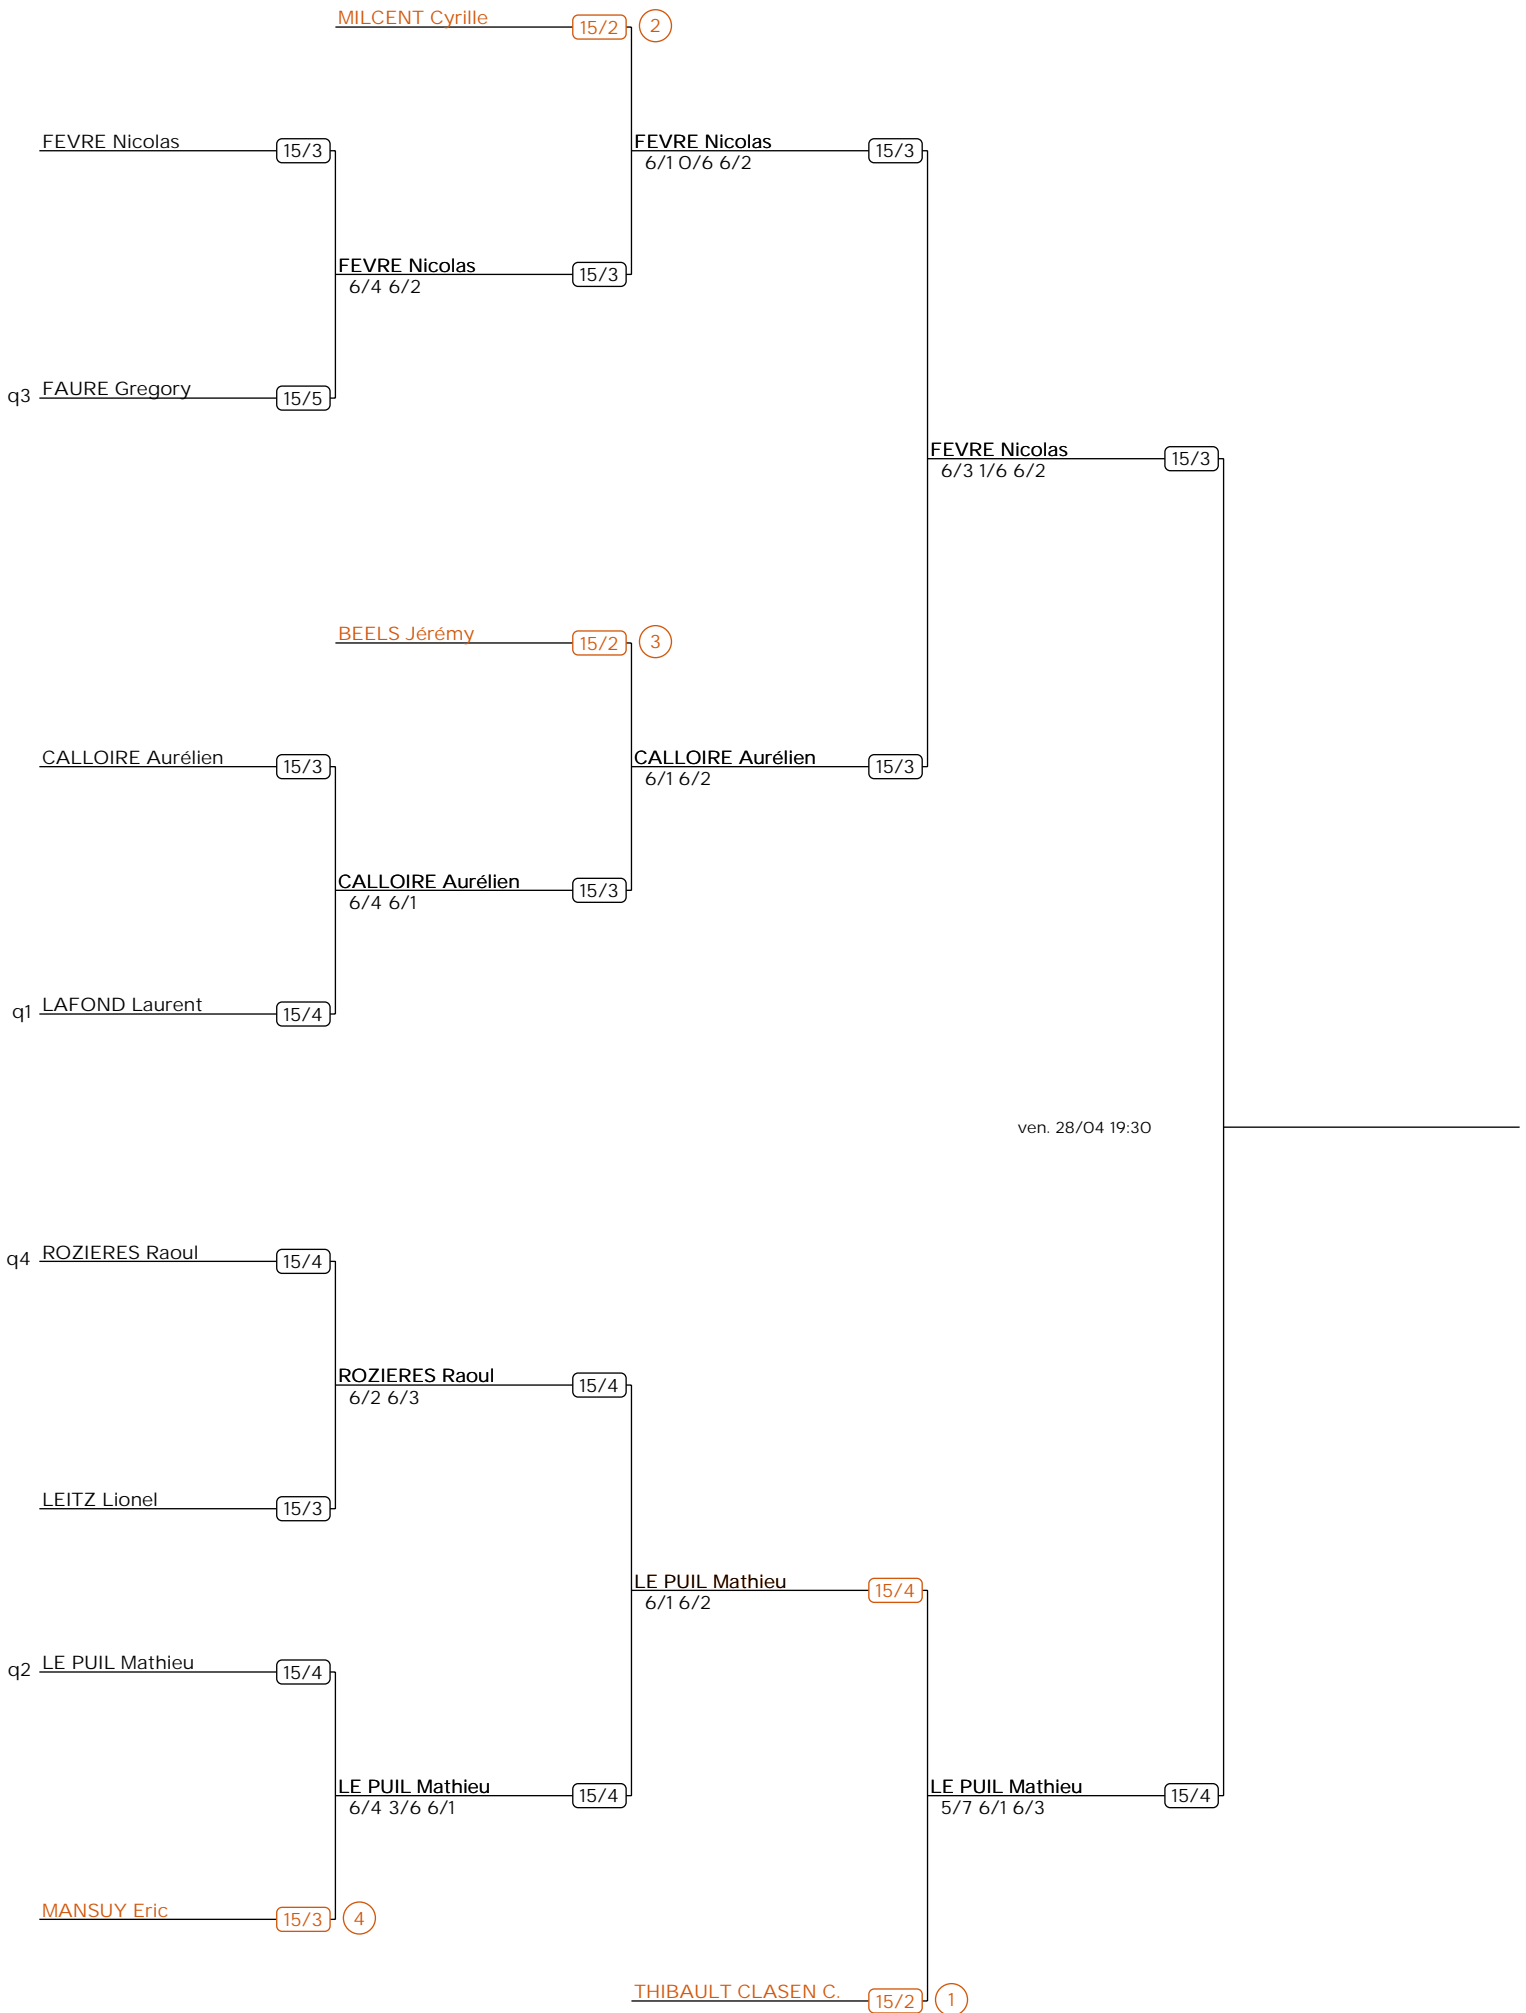 MILCENT Cyrille 15/2 2
FEVRE Nicolas 15/3
FEVRE Nicolas 15/3
6/1 0/6 6/2
FEVRE Nicolas 15/3
6/4 6/2
q3 FAURE Gregory 15/5
FEVRE Nicolas 15/3
6/3 1/6 6/2
BEELS Jérémy 15/2 3
CALLOIRE Aurélien 15/3
CALLOIRE Aurélien 15/3
6/1 6/2
CALLOIRE Aurélien 15/3
6/4 6/1
q1 LAFOND Laurent 15/4
ven. 28/04 19:30
q4 ROZIERES Raoul 15/4
ROZIERES Raoul 15/4
6/2 6/3
LEITZ Lionel 15/3
LE PUIL Mathieu 15/4
6/1 6/2
q2 LE PUIL Mathieu 15/4
LE PUIL Mathieu 15/4
6/4 3/6 6/1
LE PUIL Mathieu 15/4
5/7 6/1 6/3
MANSUY Eric 15/3 4
THIBAULT CLASEN C. 15/2 1